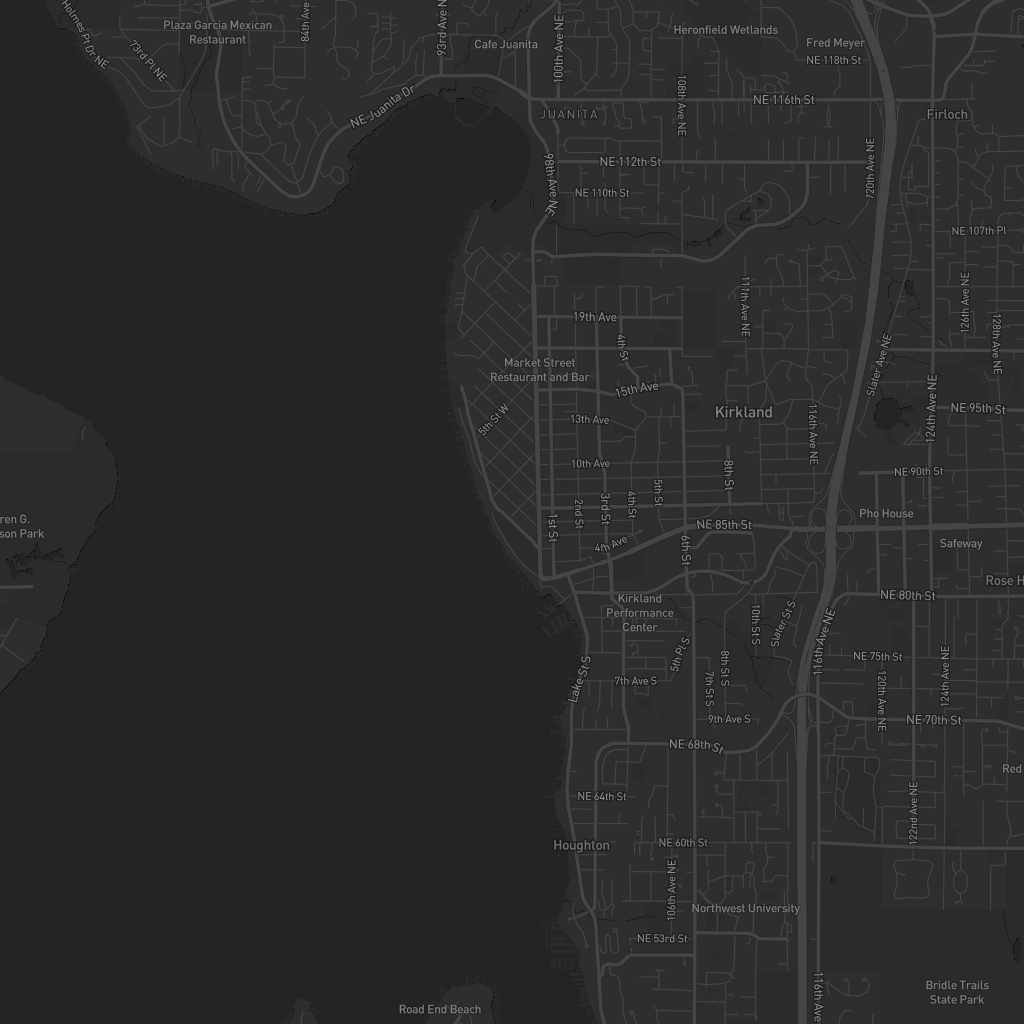 Holmes Pt Dr NE
73rd Pl NE
Plaza Garcia Mexican
Restaurant
84th Ave
93rd Ave N
Cafe Juanita
100th Ave NE
Heronfield Wetlands
Fred Meyer
NE 118th St
NE Juanita Dr
JUANITA
108th Ave NE
NE 116th St
Firloch
98th Ave NE
NE 112th St
120th Ave NE
NE 110th St
NE 107th Pl
111th Ave NE
126th Ave NE
128th Ave NE
19th Ave
4th St
Slater Ave NE
Market Street
Restaurant and Bar
15th Ave
5th St W
13th Ave
Kirkland
116th Ave NE
124th Ave NE
NE 95th St
10th Ave
8th St
NE 90th St
5th St
4th St
3rd St
2nd St
1st St
Pho House
ren G.
son Park
NE 85th St
4th Ave
6th St
Safeway
Rose H
NE 80th St
Kirkland
Performance
Center
10th St S
Slater St S
116th Ave NE
5th Pl S
8th St S
NE 75th St
Lake St S
7th Ave S
7th St S
120th Ave NE
124th Ave NE
9th Ave S
NE 70th St
NE 68th St
Red
NE 64th St
122nd Ave NE
Houghton
NE 60th St
106th Ave NE
Northwest University
NE 53rd St
116th Ave
Bridle Trails
State Park
Road End Beach